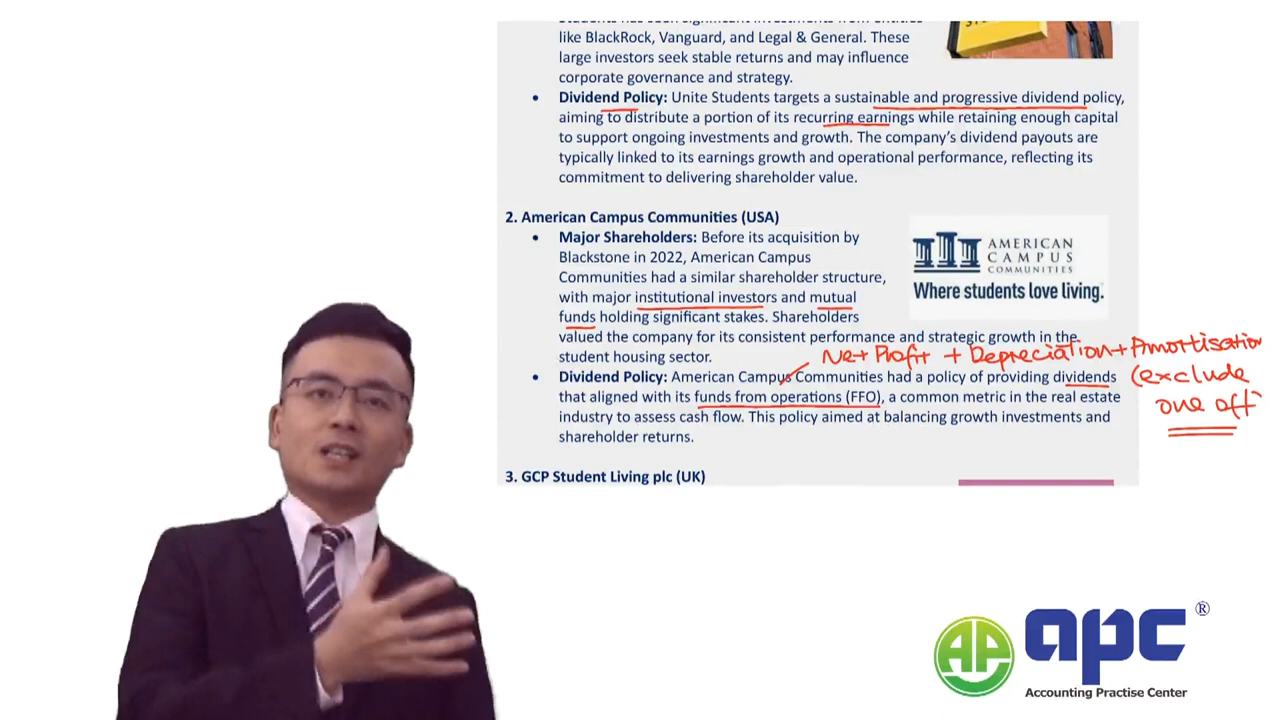 like BlackRock, Vanguard, and Legal & General. These
large investors seek stable returns and may influence
corporate governance and strategy.
• Dividend Policy: Unite Students targets a sustainable and progressive dividend policy,
aiming to distribute a portion of its recurring earnings while retaining enough capital
to support ongoing investments and growth. The company's dividend payouts are
typically linked to its earnings growth and operational performance, reflecting its
commitment to delivering shareholder value.
2. American Campus Communities (USA)
• Major Shareholders: Before its acquisition by
Blackstone in 2022, American Campus
Communities had a similar shareholder structure,
with major institutional investors and mutual
funds holding significant stakes. Shareholders
valued the company for its consistent performance and strategic growth in the
student housing sector.
AMERICAN
CAMPUS
COMMUNITIES
Where students love living.
Net Profit + Depreciation + Amortisation
(exclude
one off
• Dividend Policy: American Campus Communities had a policy of providing dividends
that aligned with its funds from operations (FFO), a common metric in the real estate
industry to assess cash flow. This policy aimed at balancing growth investments and
shareholder returns.
3. GCP Student Living plc (UK)
AP
apc ®
Accounting Practise Center